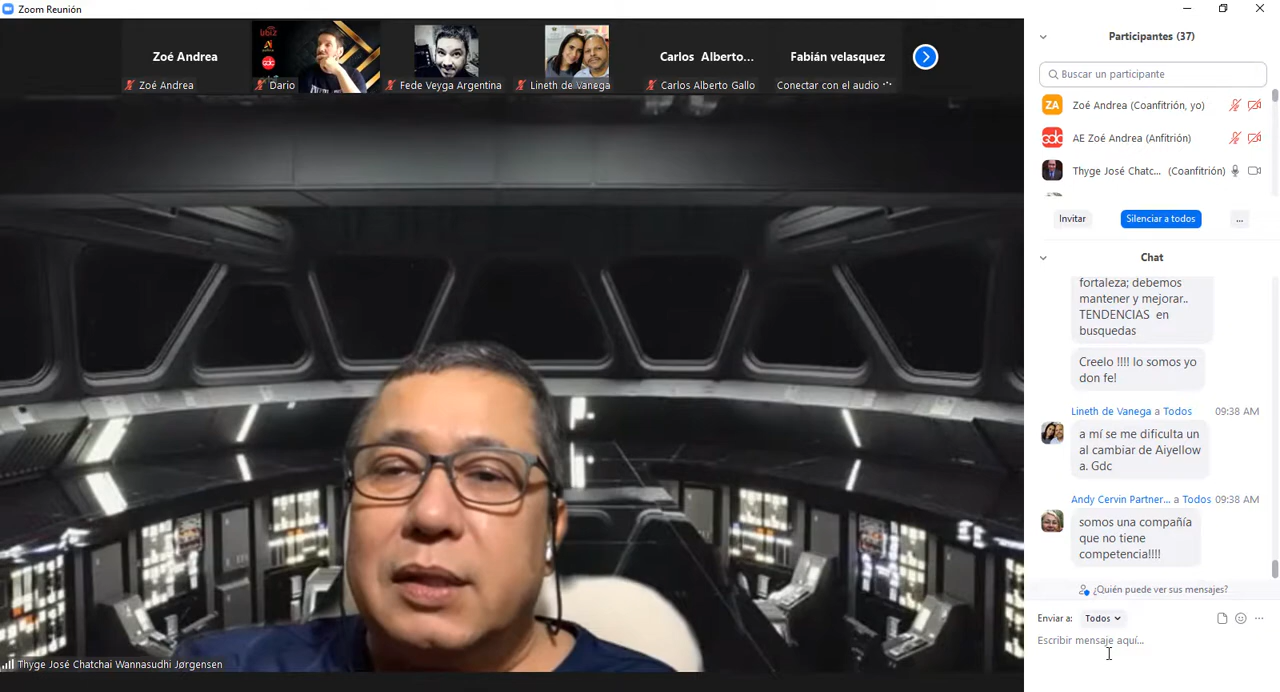 Zoom Reunión
Zoé Andrea
Zoé Andrea
LIBIZ
gdc
Dario
Fede Veyga Argentina
Lineth de Vanega
Carlos Alberto...
Carlos Alberto Gallo
Fabián velasquez
Conectar con el audio
Thyge José Chatchai Wannasudhi Jørgensen
Participantes (37)
Buscar un participante
ZA
Zoé Andrea (Coanfitrión, yo)
gdc
AE Zoé Andrea (Anfitrión)
Thyge José Chatc... (Coanfitrión)
Invitar
Silenciar a todos
...
Chat
fortaleza; debemos
mantener y mejorar..
TENDENCIAS en
busquedas
Creelo !!!! lo somos yo
don fe!
Lineth de Vanega a Todos 09:38 AM
a mí se me dificulta un
al cambiar de Aiyellow
a. Gdc
Andy Cervin Partner... a Todos 09:38 AM
somos una compañía
que no tiene
competencia!!!!
¿Quién puede ver sus mensajes?
Enviar a: Todos
Escribir mensaje aquí...